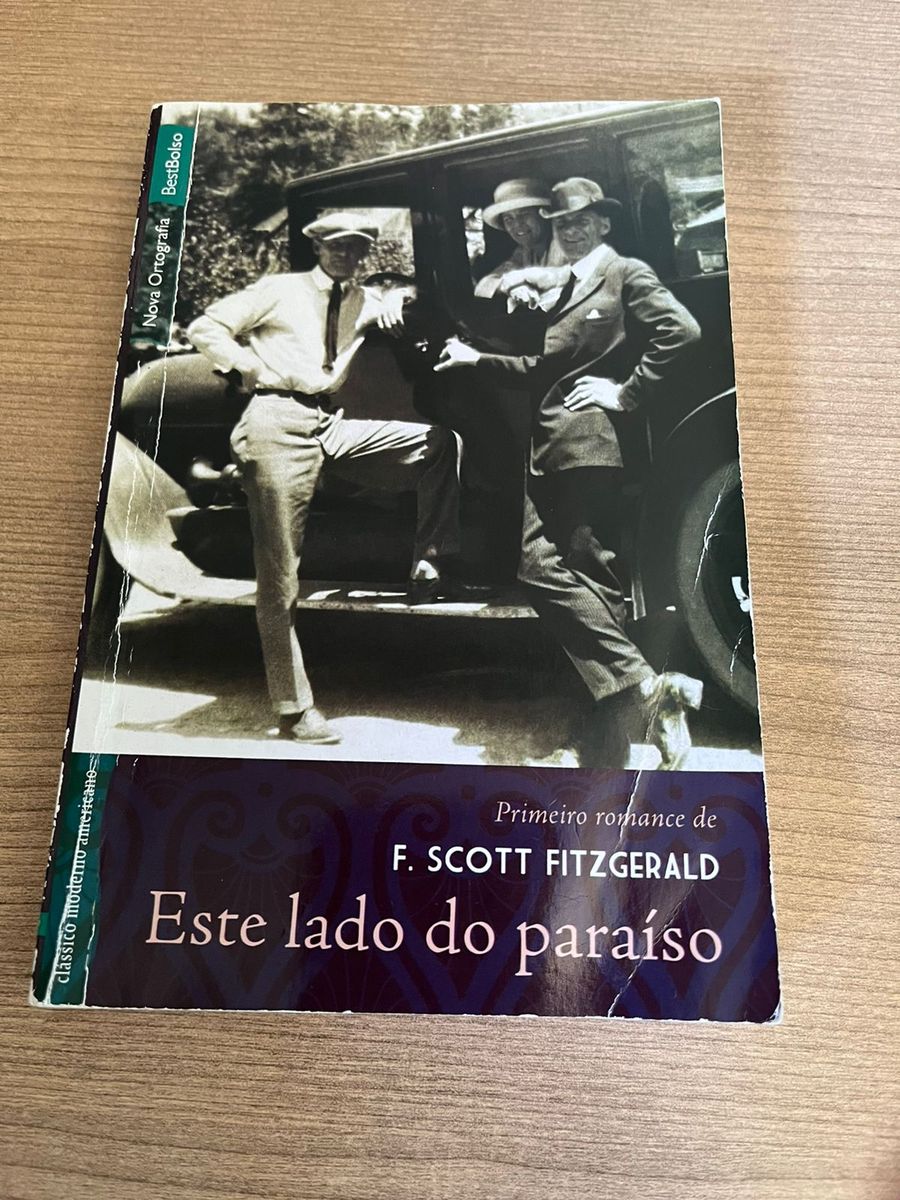 BestBolso
Nova Ortografia
clássico moderno americano
Primeiro romance de
F. SCOTT FITZGERALD
Este lado do paraíso